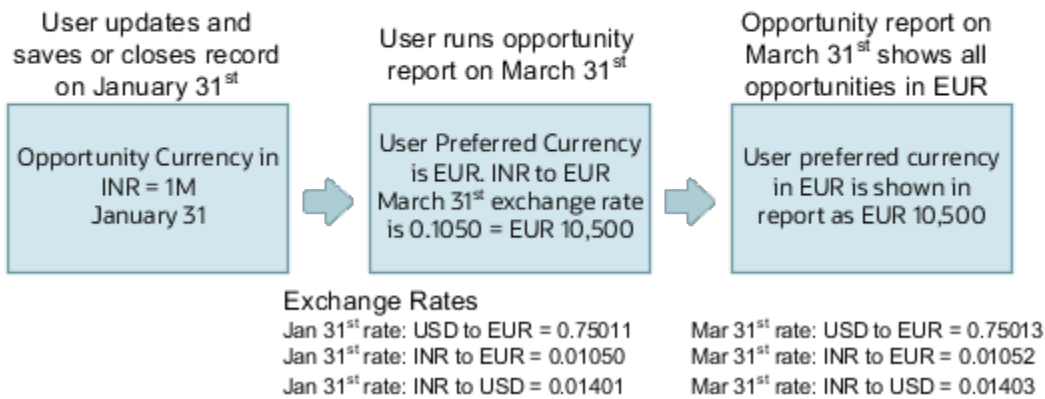 User updates and
saves or closes record
on January 31st
User runs opportunity
report on March 31st
Opportunity report on
March 31st shows all
opportunities in EUR
Opportunity Currency in
INR = 1M
January 31
User Preferred Currency
is EUR. INR to EUR
March 31st exchange rate
is 0.1050 = EUR 10,500
User preferred currency
in EUR is shown in
report as EUR 10,500
Exchange Rates
Jan 31st rate: USD to EUR = 0.75011
Jan 31st rate: INR to EUR = 0.01050
Jan 31st rate: INR to USD = 0.01401
Mar 31st rate: USD to EUR = 0.75013
Mar 31st rate: INR to EUR = 0.01052
Mar 31st rate: INR to USD = 0.01403